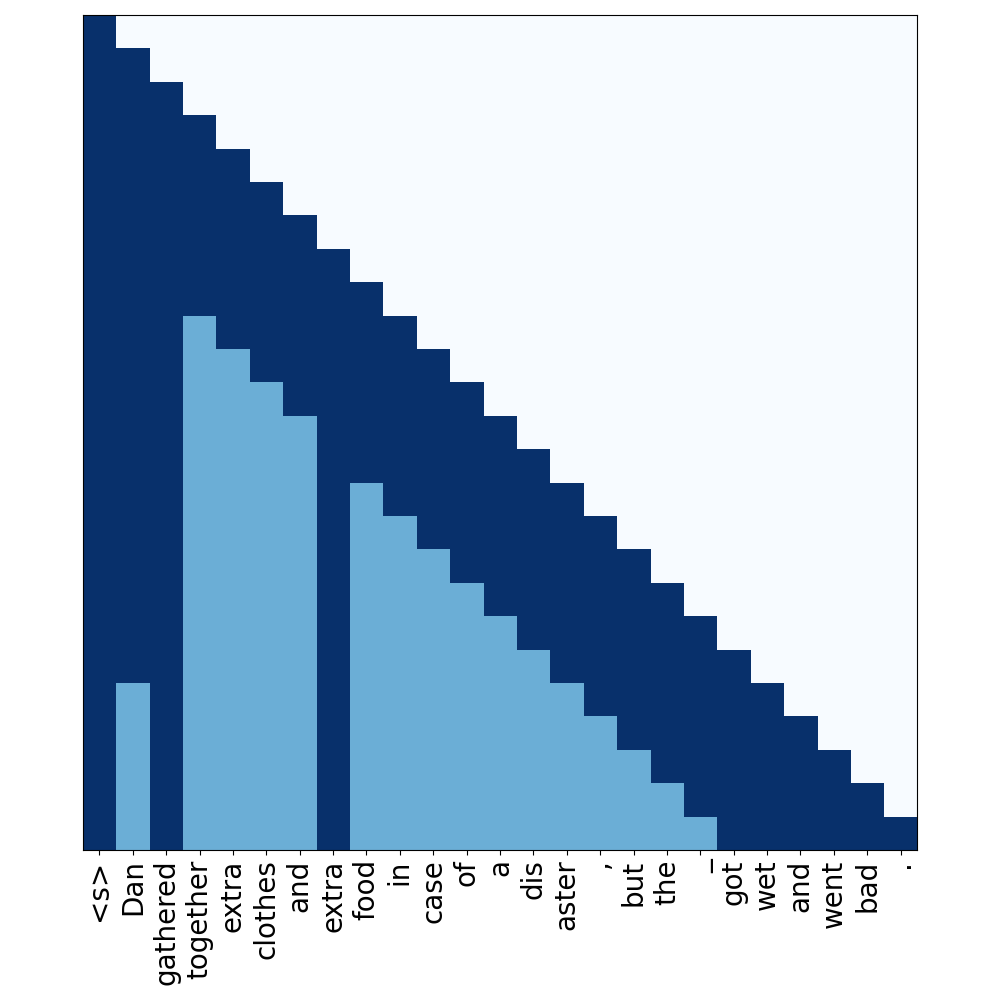 <s>
Dan
gathered
together
extra
clothes
and
extra
food
in
case
of
a
dis
aster
,
but
the
_
got
wet
and
went
bad
.